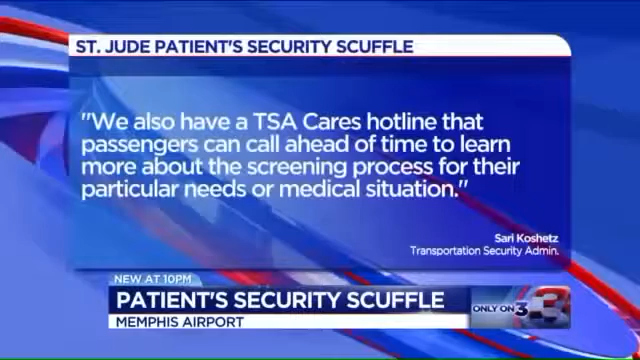 ST. JUDE PATIENT'S SECURITY SCUFFLE
"We also have a TSA Cares hotline that
passengers can call ahead of time to learn
more about the screening process for their
particular needs or medical situation."
Sari Koshetz
Transportation Security Admin.
NEW AT 10PM
PATIENT'S SECURITY SCUFFLE
ONLY ON 3
3
MEMPHIS AIRPORT